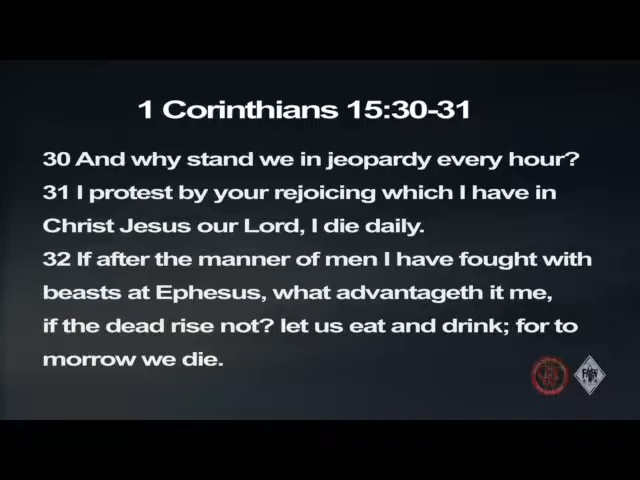 1 Corinthians 15:30-31
30 And why stand we in jeopardy every hour?
31 I protest by your rejoicing which I have in
Christ Jesus our Lord, I die daily.
32 If after the manner of men I have fought with
beasts at Ephesus, what advantageth it me,
if the dead rise not? let us eat and drink; for to
morrow we die.